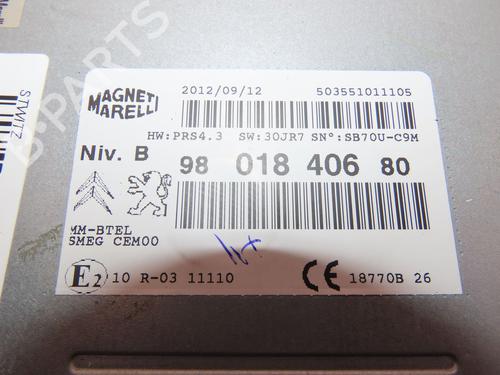 MAGNETI
MARELLI
2012/09/12 503551011105
HW:PRS4.3 SW:30JR7 SN°:SB70U-C9M
Niv. B 98 018 406 80
MM-BTEL
SMEG CEM00
E2 10 R-03 11110 CE 18770B 26
STWITZ
B-PARTS